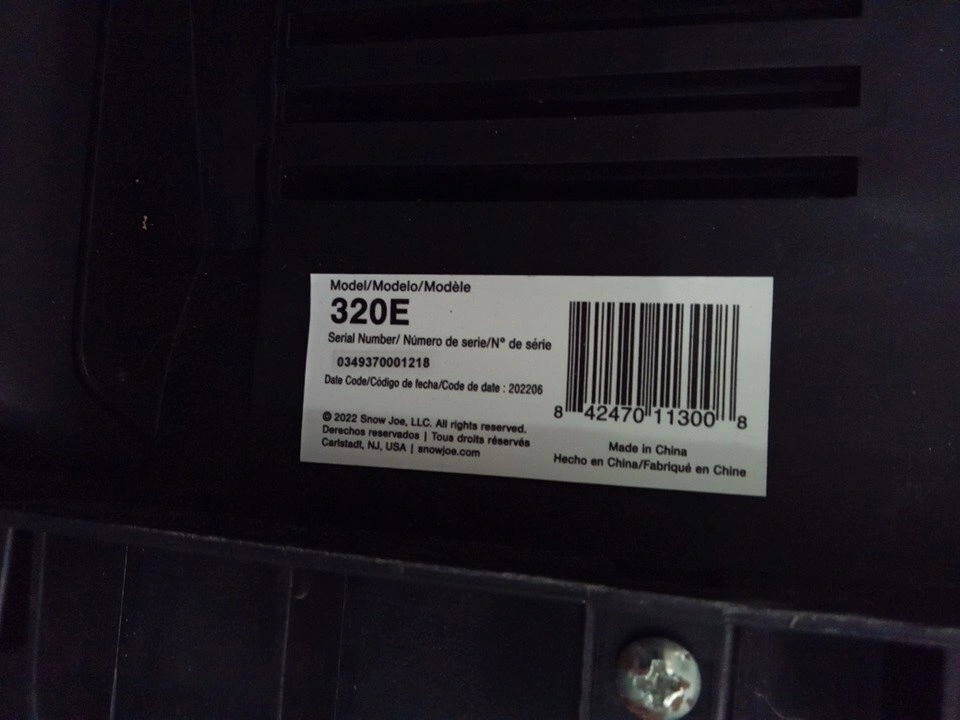 Model/Modelo/Modèle
320E
Serial Number/ Número de serie/N° de série
0349370001218
Date Code/Código de fecha/Code de date : 202206
© 2022 Snow Joe, LLC. All rights reserved.
Derechos reservados | Tous droits réservés
Carlstadt, NJ, USA | snowjoe.com
8 42470 11300 8
Made in China
Hecho en China/Fabriqué en Chine